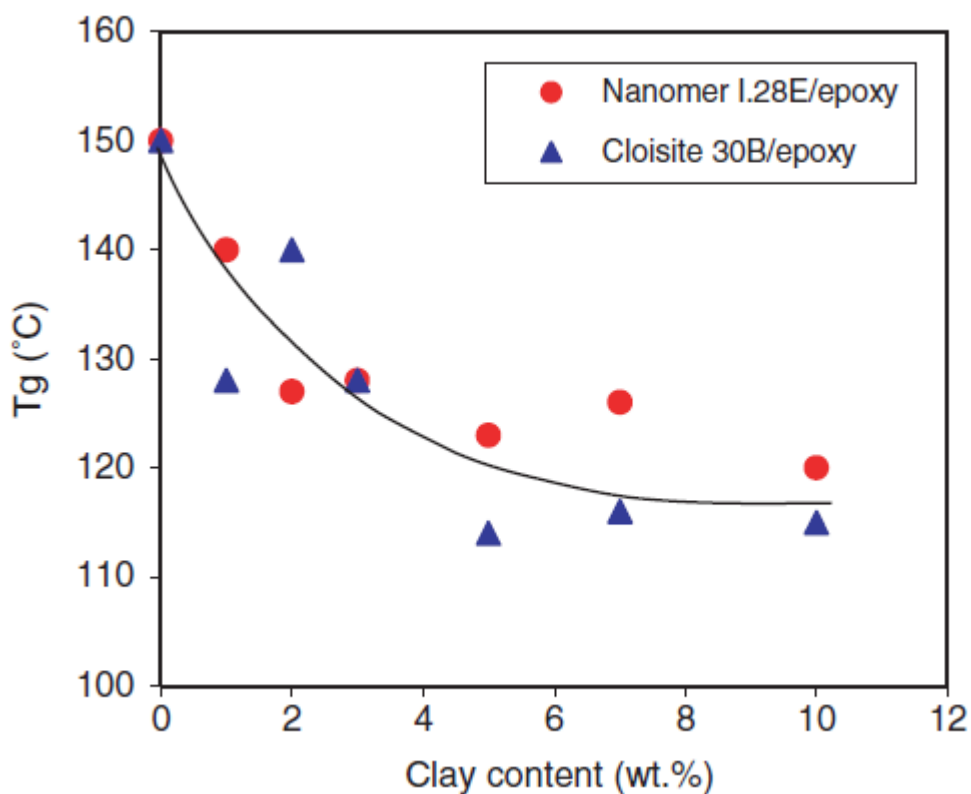 160
150
140
130
120
110
100
Tg (˚C)
Nanomer I.28E/epoxy
Cloisite 30B/epoxy
0 2 4 6 8 10 12
Clay content (wt.%)